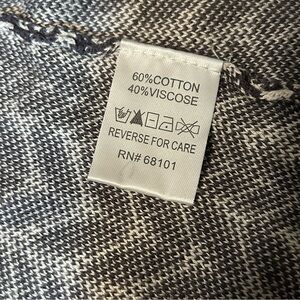 60%COTTON
40%VISCOSE
REVERSE FOR CARE
RN# 68101